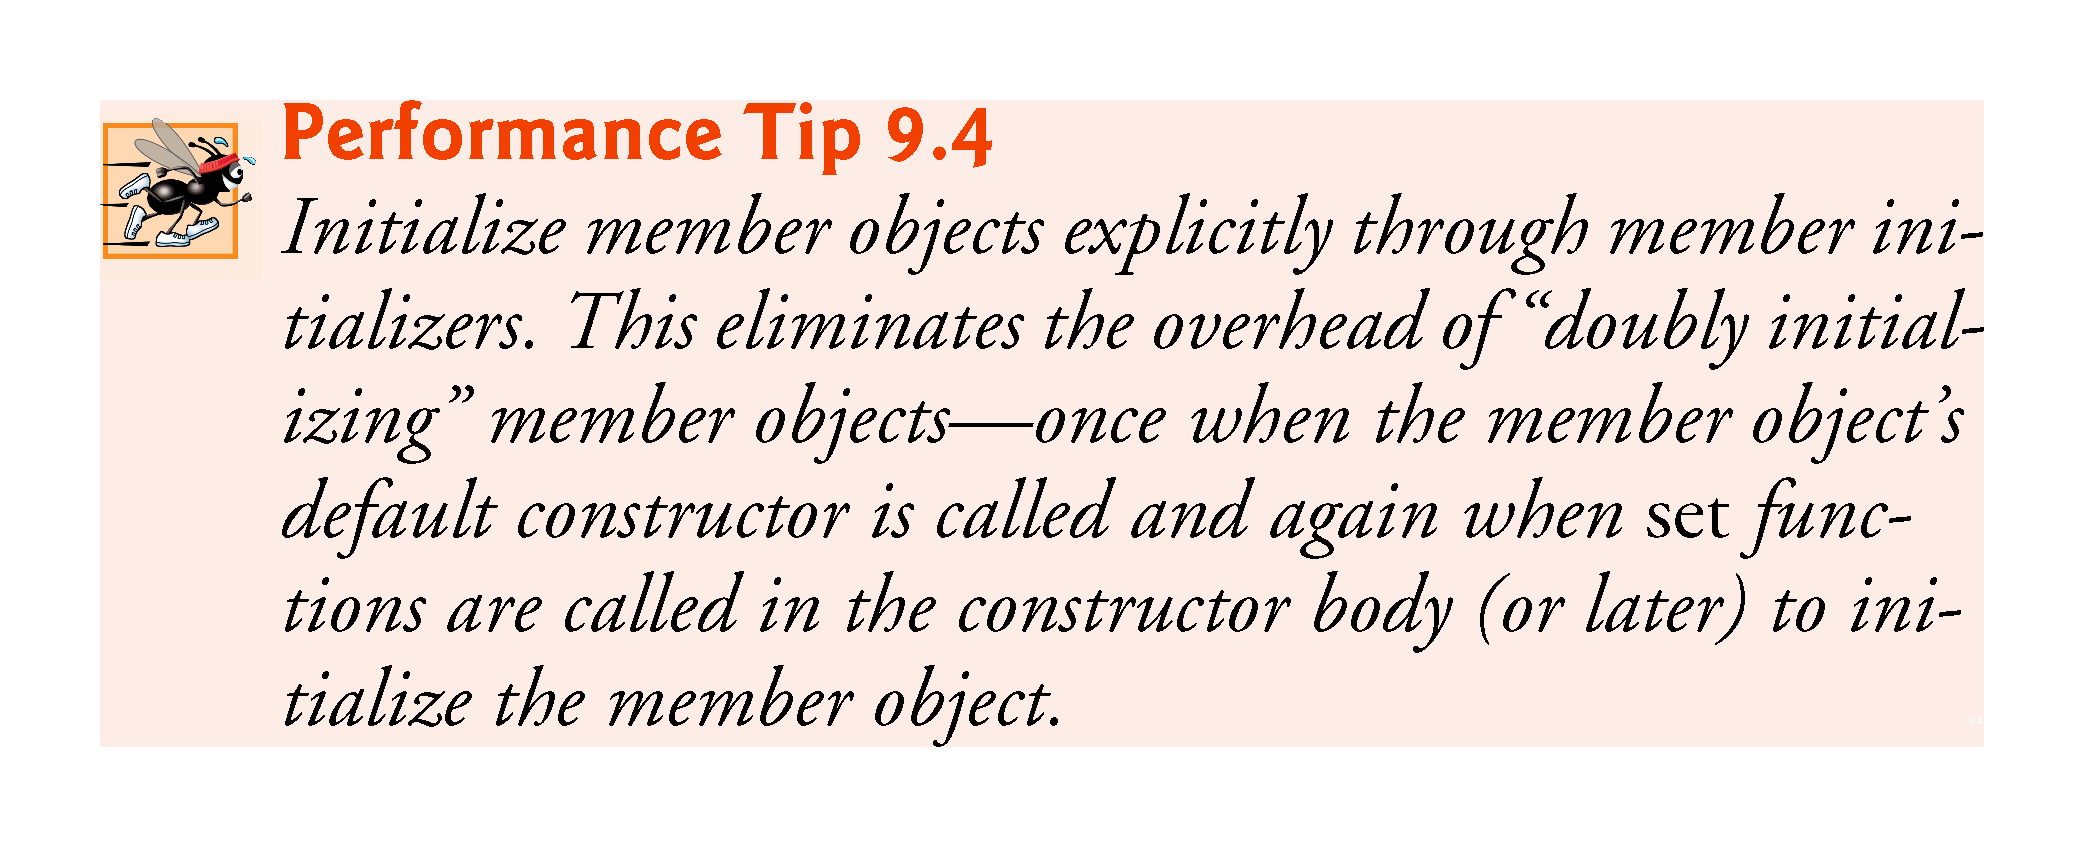 Performance Tip 9.4
Initialize member objects explicitly through member ini-
tializers. This eliminates the overhead of “doubly initial-
izing” member objects—once when the member object’s
default constructor is called and again when set func-
tions are called in the constructor body (or later) to ini-
tialize the member object.
9.4